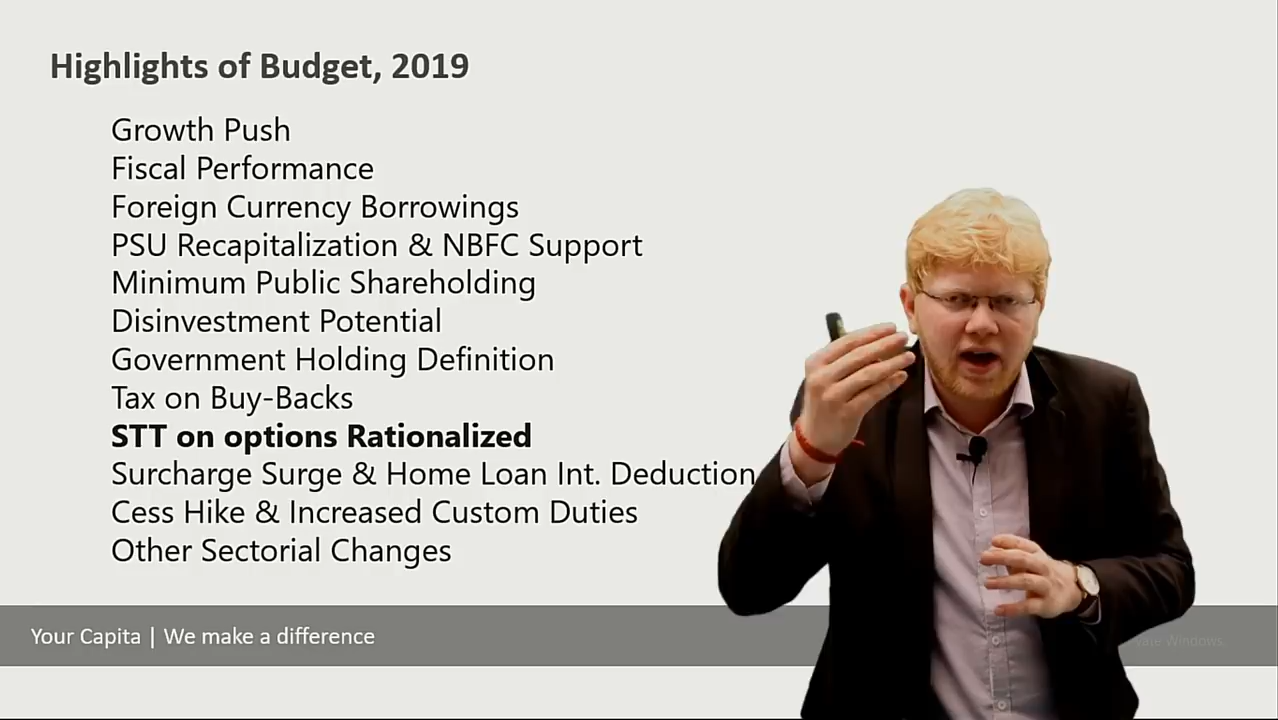 Highlights of Budget, 2019
Growth Push
Fiscal Performance
Foreign Currency Borrowings
PSU Recapitalization & NBFC Support
Minimum Public Shareholding
Disinvestment Potential
Government Holding Definition
Tax on Buy-Backs
STT on options Rationalized
Surcharge Surge & Home Loan Int. Deduction
Cess Hike & Increased Custom Duties
Other Sectorial Changes
Your Capita | We make a difference
Windows